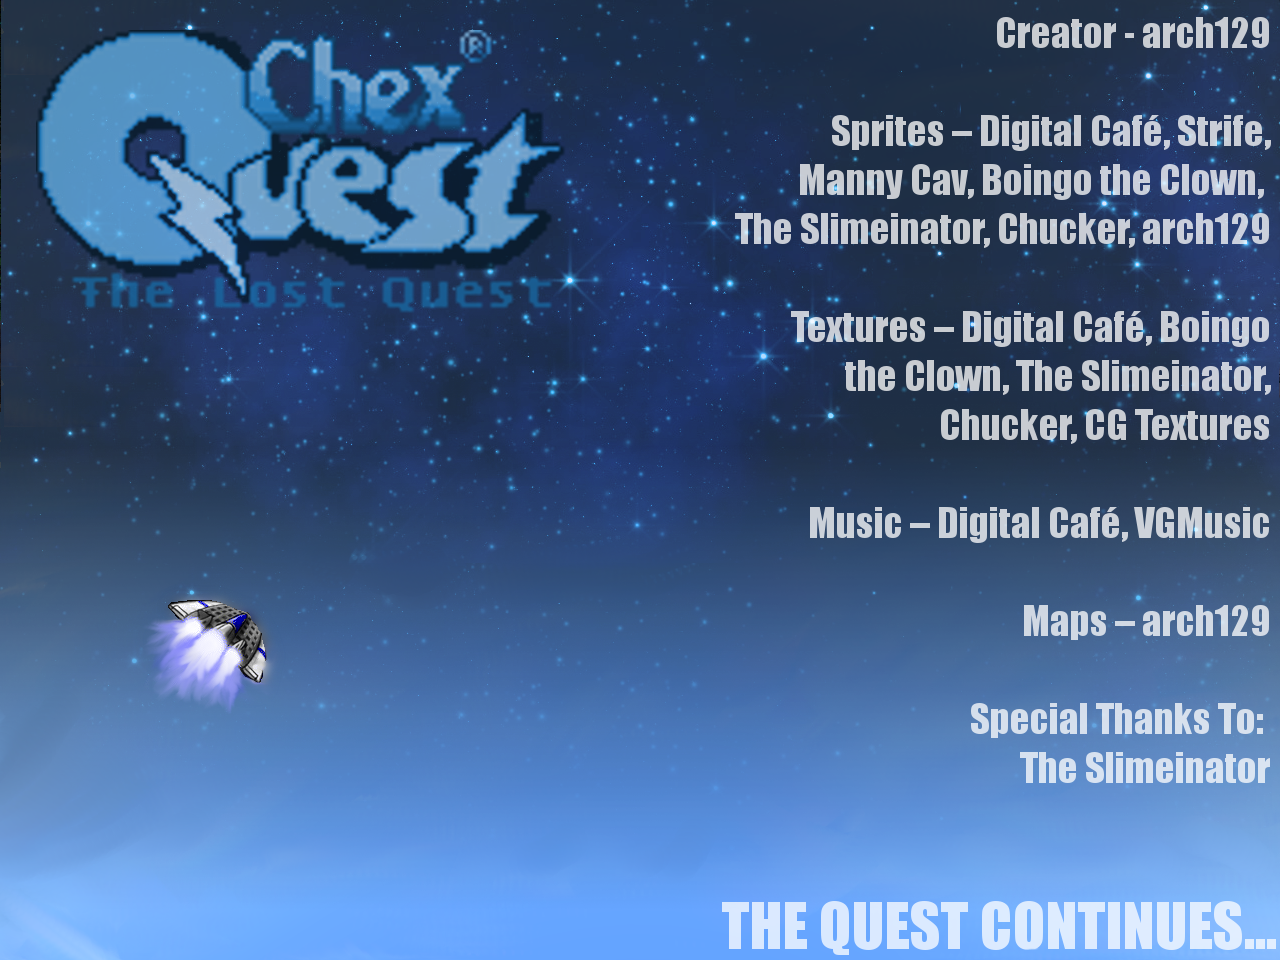 Chex®
Quest
The Lost Quest
Creator - arch129
Sprites – Digital Café, Strife,
Manny Cav, Boingo the Clown,
The Slimeinator, Chucker, arch129
Textures – Digital Café, Boingo
the Clown, The Slimeinator,
Chucker, CG Textures
Music – Digital Café, VGMusic
Maps – arch129
Special Thanks To:
The Slimeinator
THE QUEST CONTINUES...